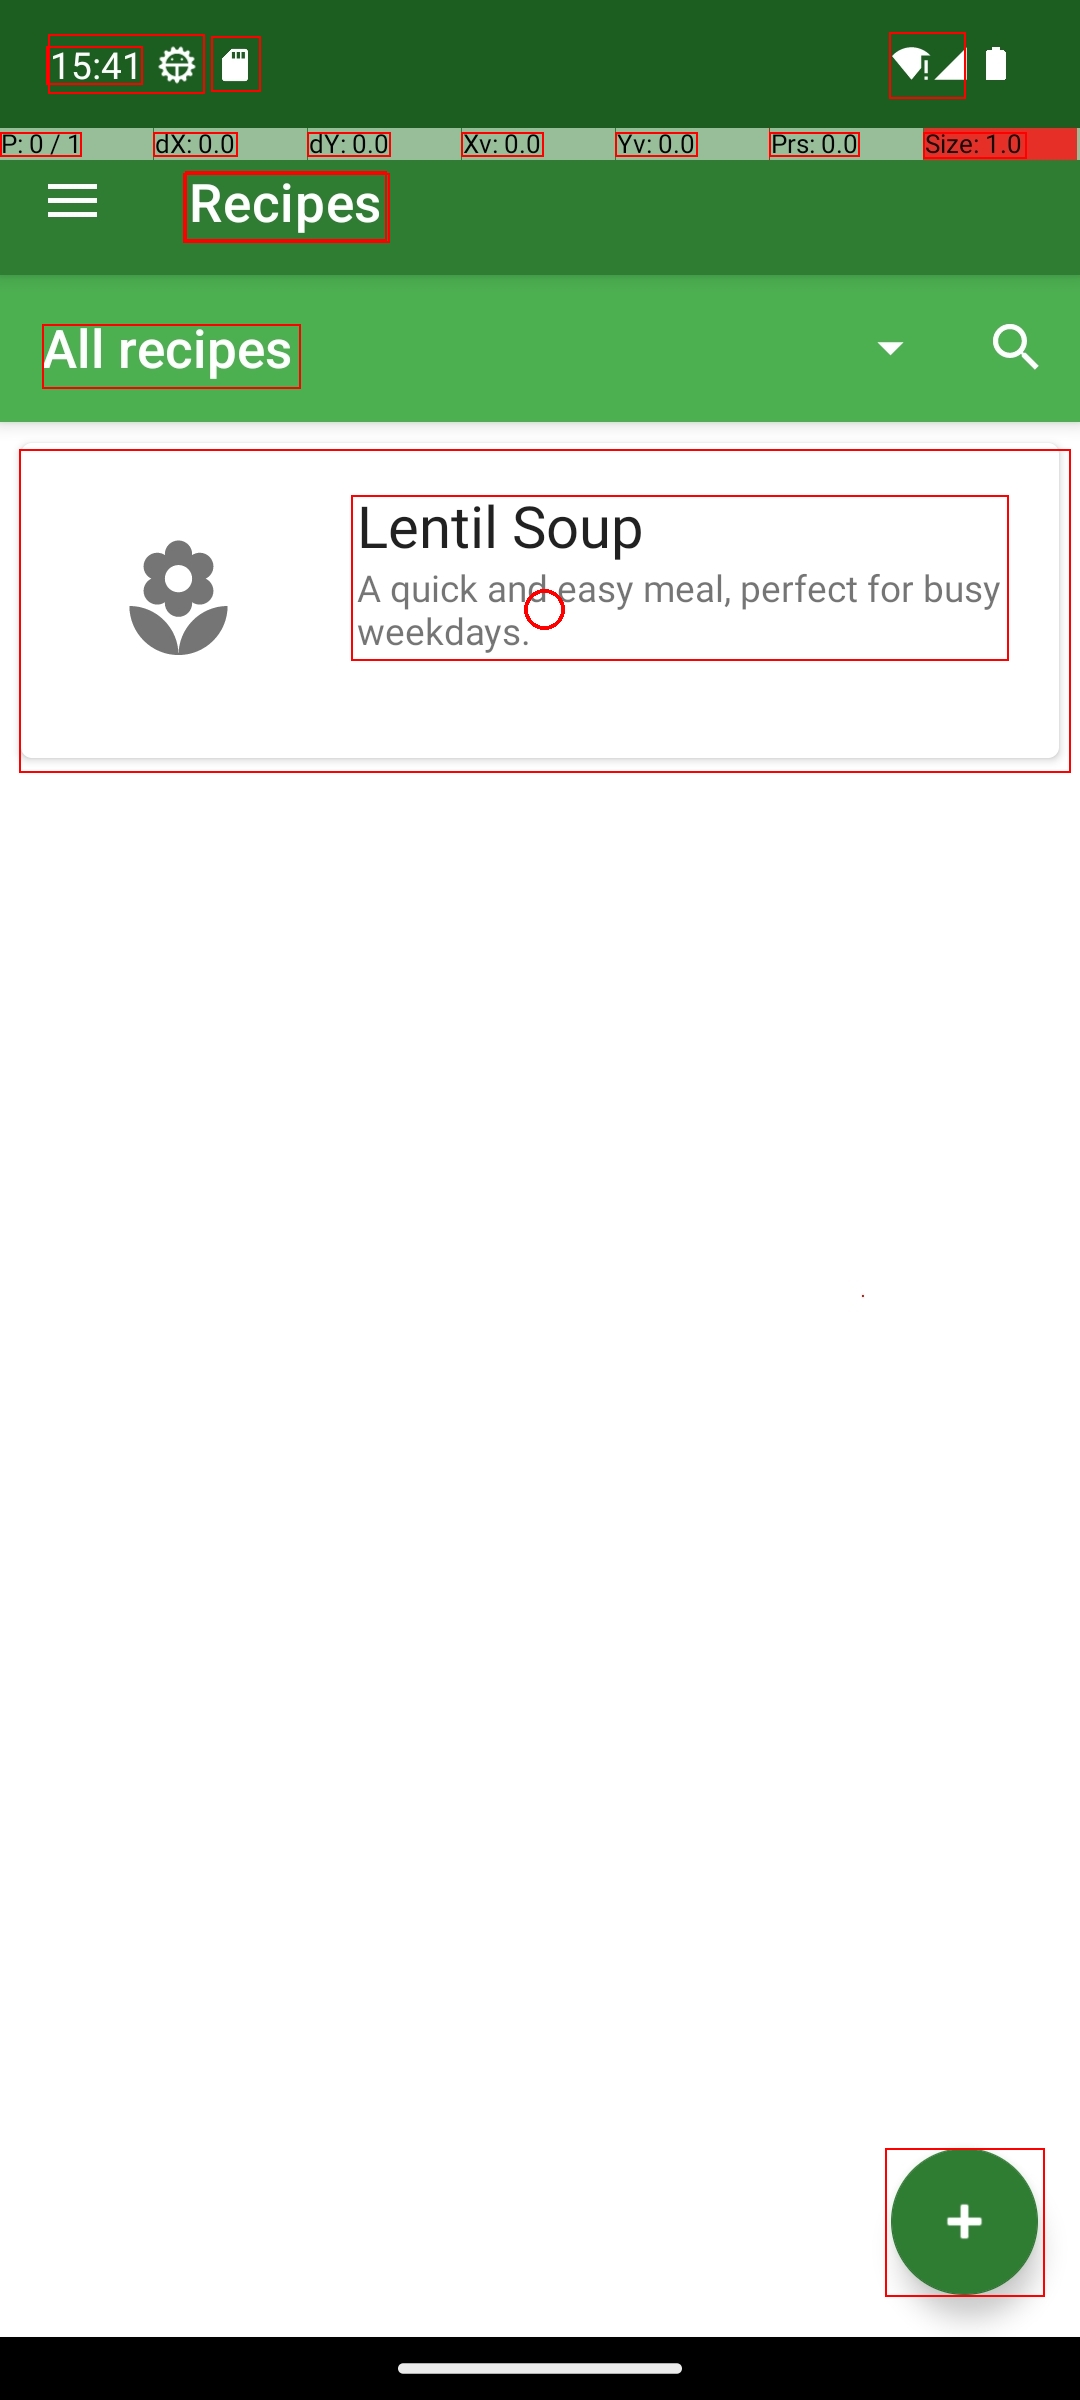 15:41
P: 0 / 1 dX: 0.0 dY: 0.0 Xv: 0.0 Yv: 0.0 Prs: 0.0 Size: 1.0
Recipes
All recipes
Lentil Soup
A quick and easy meal, perfect for busy
weekdays.